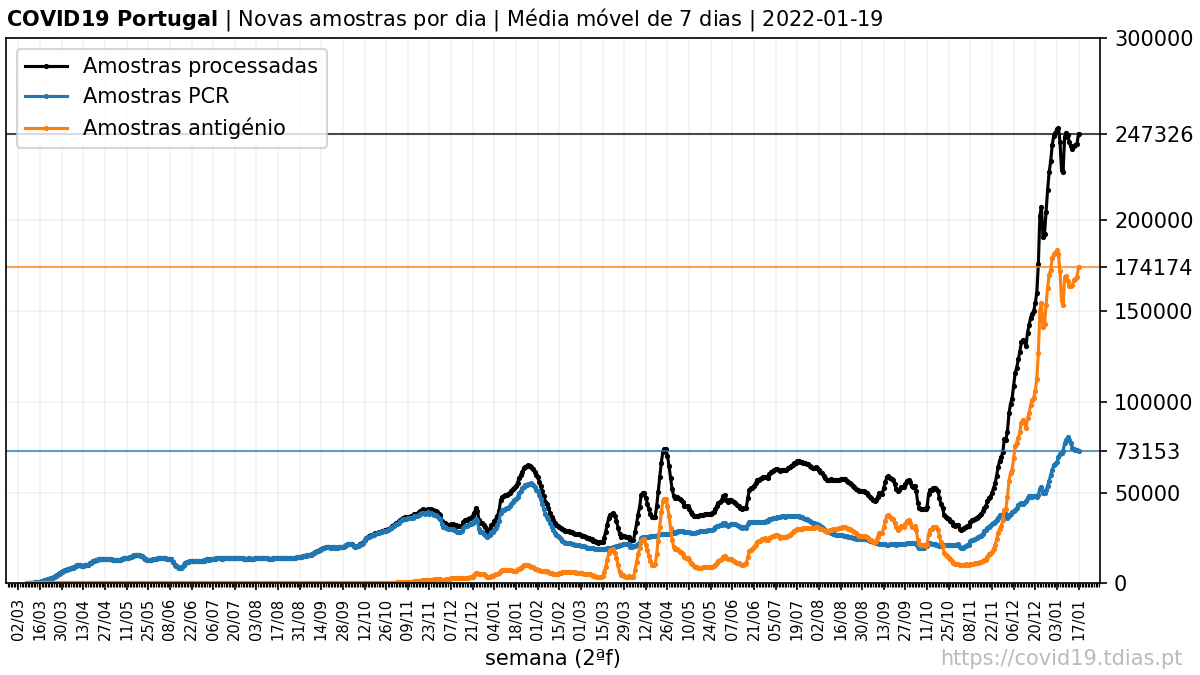 COVID19 Portugal | Novas amostras por dia | Média móvel de 7 dias | 2022-01-19
Amostras processadas
Amostras PCR
Amostras antigénio
300000
247326
200000
174174
150000
100000
73153
50000
0
02/03 16/03 30/03 13/04 27/04 11/05 25/05 08/06 22/06 06/07 20/07 03/08 17/08 31/08 14/09 28/09 12/10 26/10 09/11 23/11 07/12 21/12 04/01 18/01 01/02 15/02 01/03 15/03 29/03 12/04 26/04 10/05 24/05 07/06 21/06 05/07 19/07 02/08 16/08 30/08 13/09 27/09 11/10 25/10 08/11 22/11 06/12 20/12 03/01 17/01
semana (2ªf)
https://covid19.tdias.pt